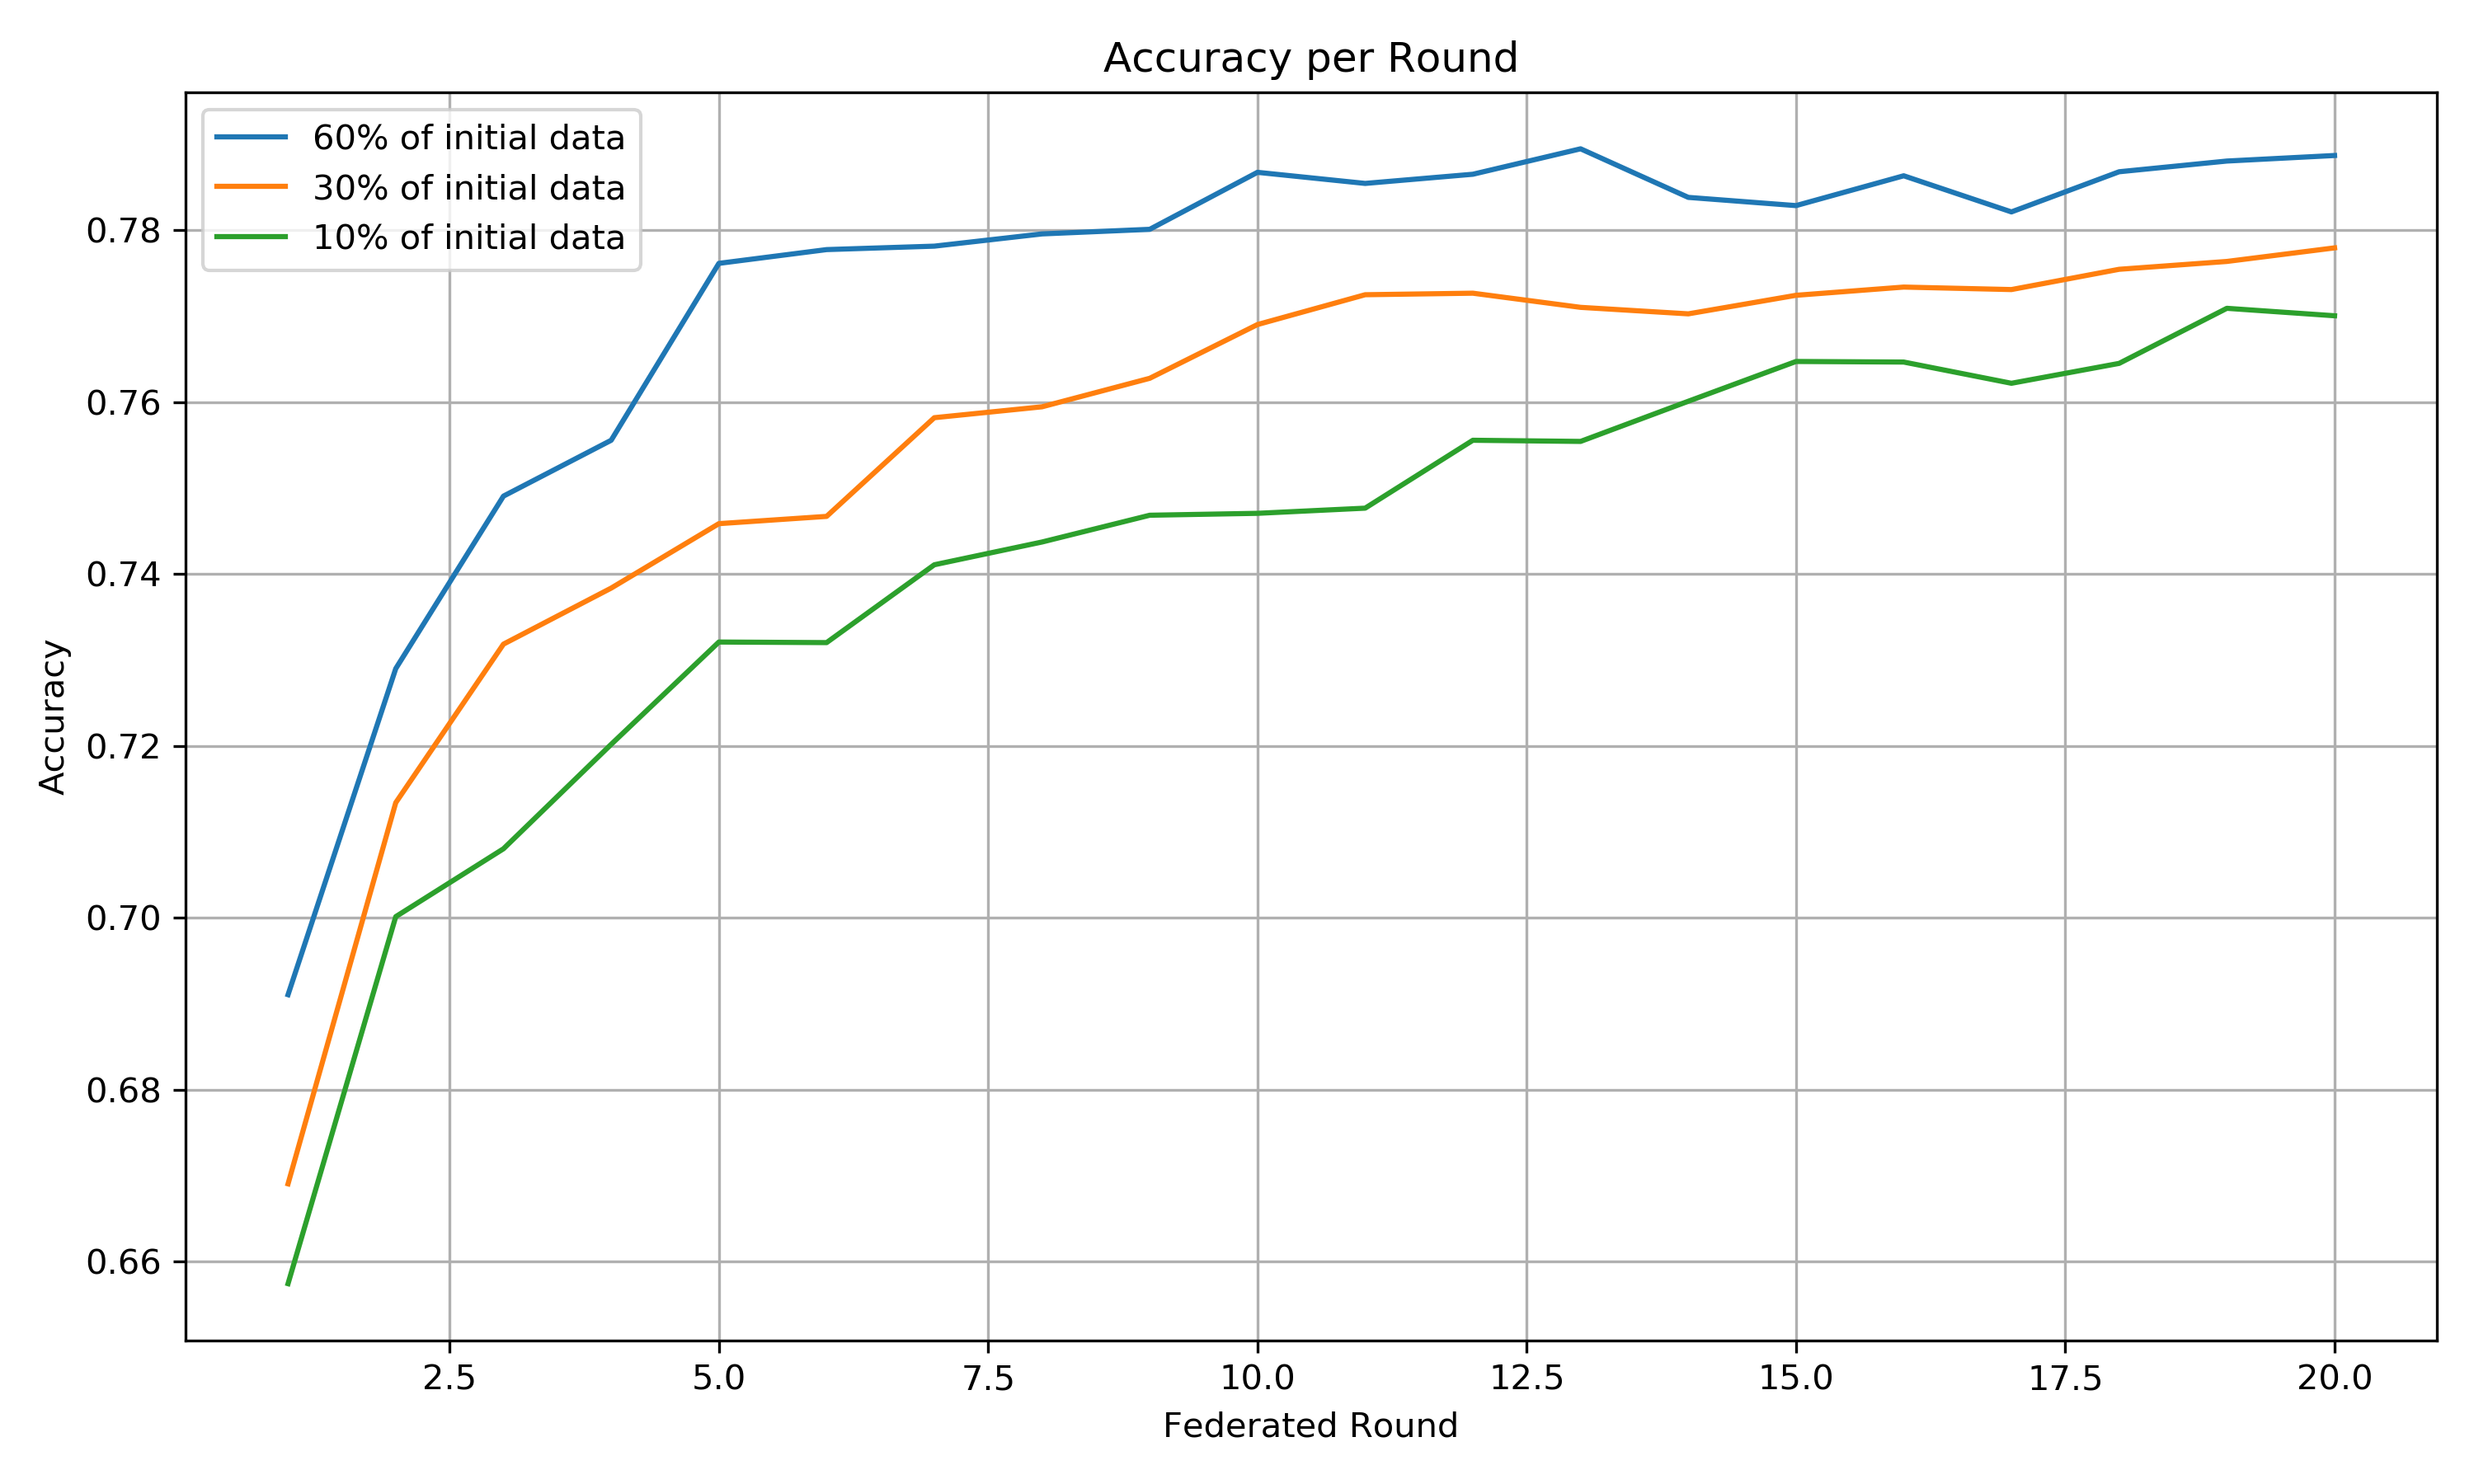 Accuracy per Round
60% of initial data
30% of initial data
10% of initial data
0.78
0.76
0.74
0.72
0.70
0.68
0.66
Accuracy
2.5 5.0 7.5 10.0 12.5 15.0 17.5 20.0
Federated Round